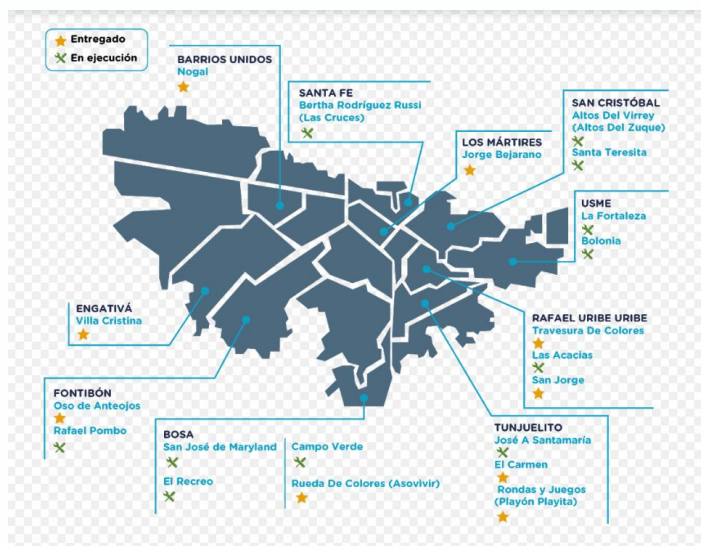 Entregado
En ejecución
BARRIOS UNIDOS
Nogal
SANTA FE
Bertha Rodríguez Russi
(Las Cruces)
LOS MÁRTIRES
Jorge Bejarano
SAN CRISTÓBAL
Altos Del Virrey
(Altos Del Zuque)
Santa Teresita
USME
La Fortaleza
Bolonia
ENGATIVÁ
Villa Cristina
RAFAEL URIBE URIBE
Travesura De Colores
Las Acacias
San Jorge
FONTIBÓN
Oso de Anteojos
Rafael Pombo
BOSA
San José de Maryland
El Recreo
Campo Verde
Rueda De Colores (Asovivir)
TUNJUELITO
José A Santamaría
El Carmen
Rondas y Juegos
(Playón Playita)